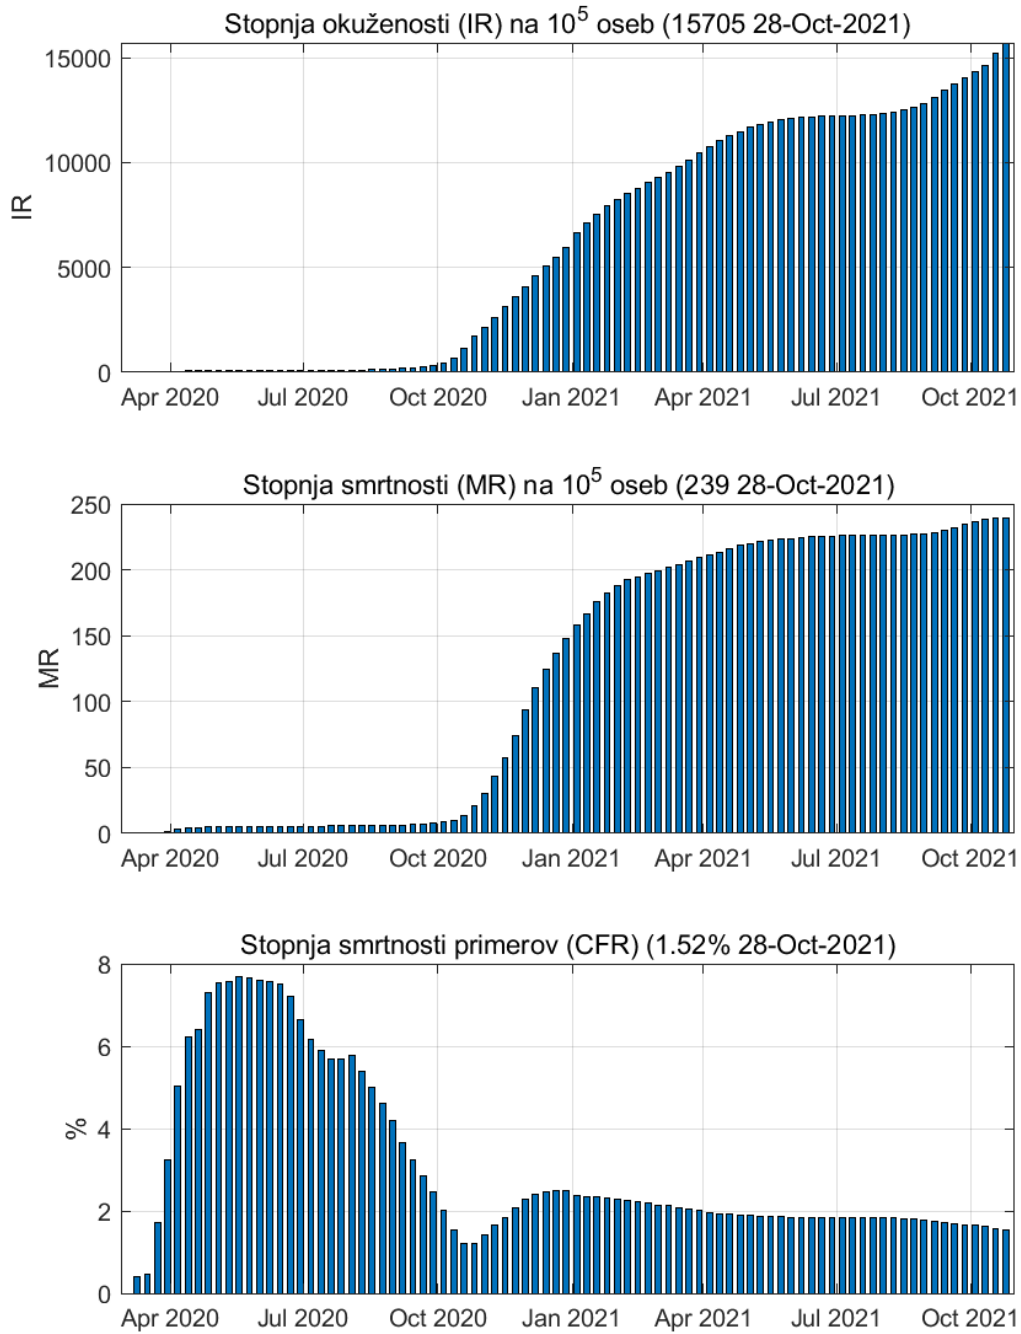 Stopnja okuženosti (IR) na 10^5 oseb (15705 28-Oct-2021)
15000
10000
5000
0
IR
Apr 2020 Jul 2020 Oct 2020 Jan 2021 Apr 2021 Jul 2021 Oct 2021
Stopnja smrtnosti (MR) na 10^5 oseb (239 28-Oct-2021)
250
200
150
100
50
0
MR
Apr 2020 Jul 2020 Oct 2020 Jan 2021 Apr 2021 Jul 2021 Oct 2021
Stopnja smrtnosti primerov (CFR) (1.52% 28-Oct-2021)
8
6
4
2
0
%
Apr 2020 Jul 2020 Oct 2020 Jan 2021 Apr 2021 Jul 2021 Oct 2021